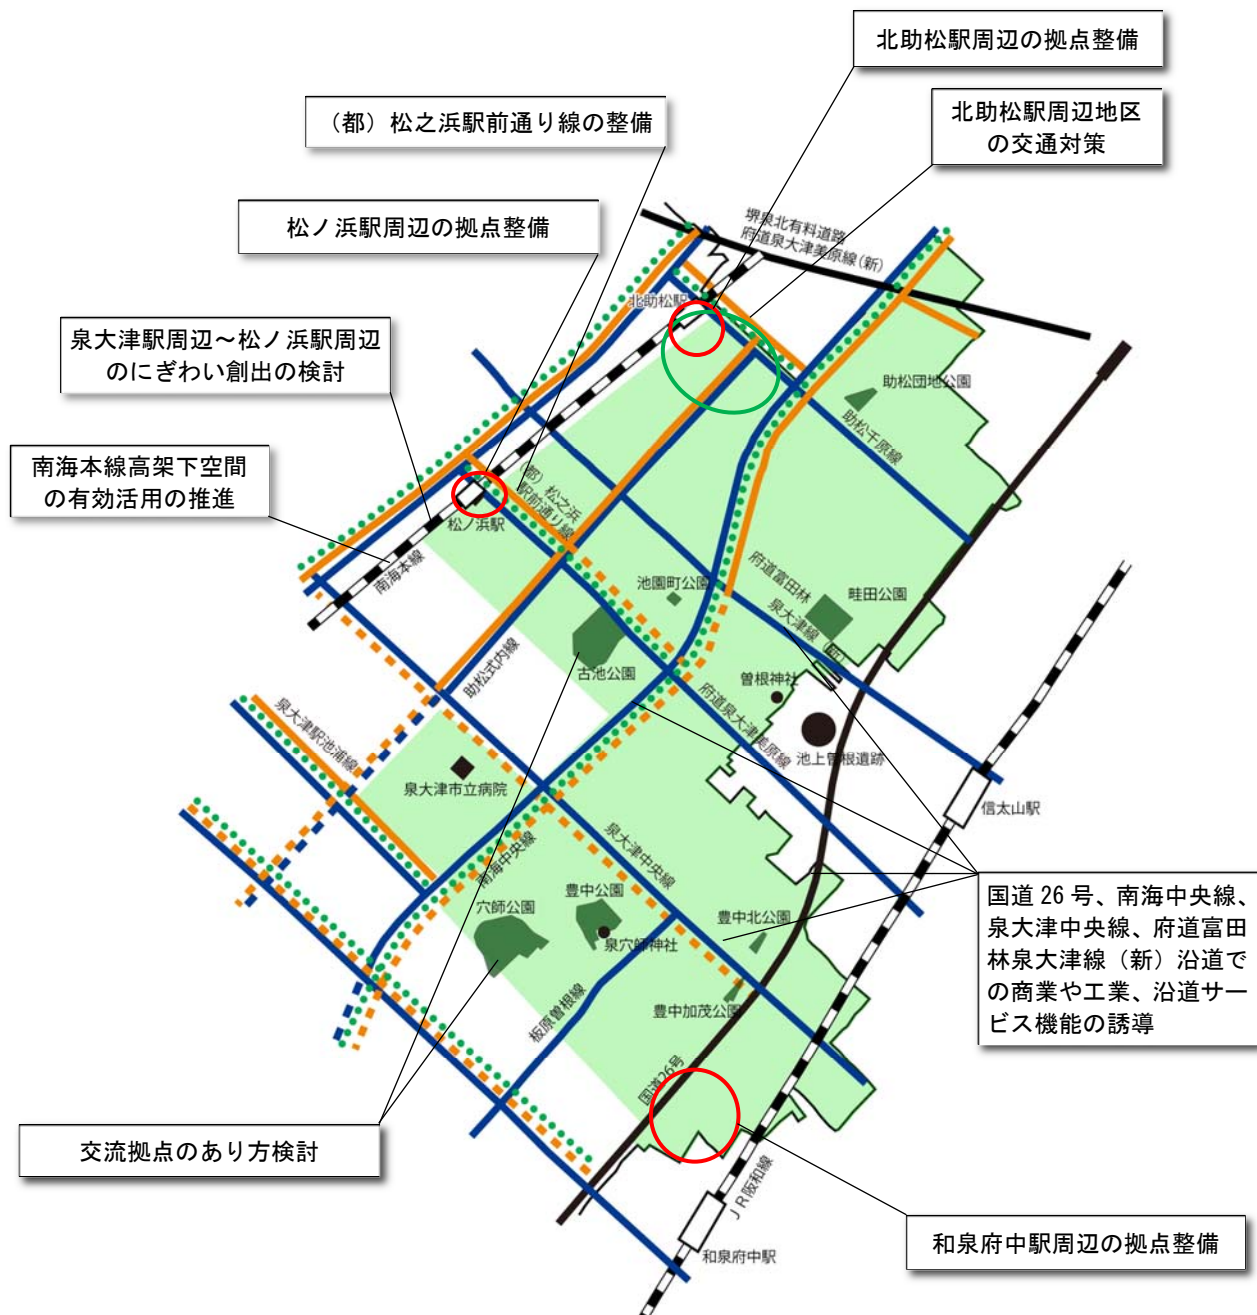 北助松駅周辺の拠点整備
（都）松之浜駅前通り線の整備
北助松駅周辺地区
の交通対策
松ノ浜駅周辺の拠点整備
堺泉北有料道路
府道泉大津美原線(新)
北助松駅
泉大津駅周辺～松ノ浜駅周辺
のにぎわい創出の検討
助松団地公園
助松千原線
南海本線高架下空間
の有効活用の推進
（都）松之浜
駅前通り線
松ノ浜駅
南海本線
池園町公園
府道富田林
泉大津線（新）
畦田公園
古池公園
助松式内線
曽根神社
府道泉大津美原線
池上曽根遺跡
泉大津駅池浦線
泉大津市立病院
信太山駅
南海中央線
泉大津中央線
国道 26 号、南海中央線、
泉大津中央線、府道富田
林泉大津線（新）沿道で
の商業や工業、沿道サー
ビス機能の誘導
豊中公園
穴師公園
豊中北公園
泉穴師神社
豊中加茂公園
板原曽根線
国道26号
交流拠点のあり方検討
ＪＲ阪和線
和泉府中駅周辺の拠点整備
和泉府中駅